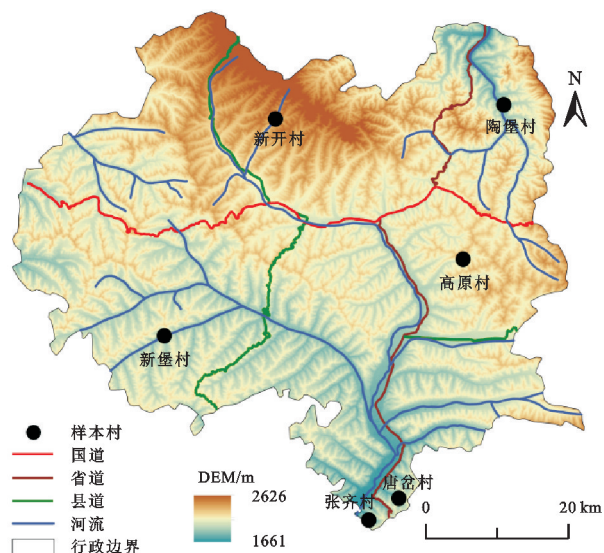 N
陶堡村
新开村
高原村
新堡村
样本村
国道
省道
县道
河流
行政边界
DEM/m
2626
1661
唐岔村
张齐村
0
20 km